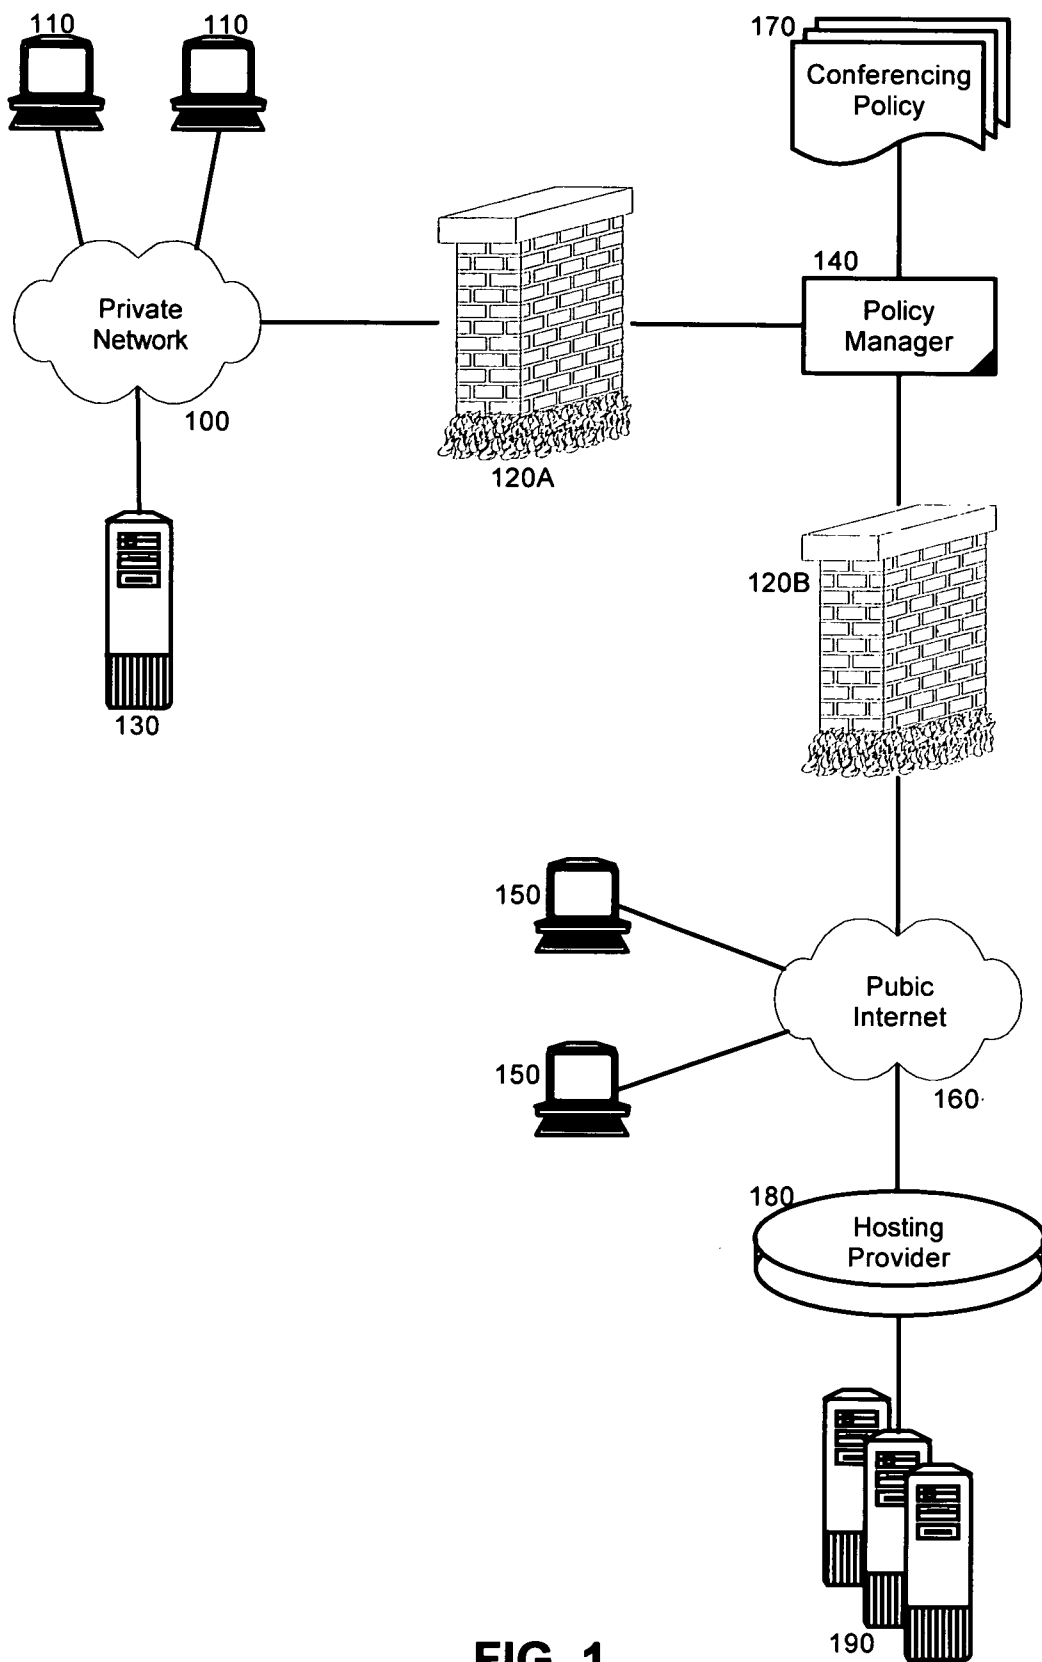 110
110
170
Conferencing
Policy
140
Private
Network
Policy
Manager
100
120A
120B
130
150
Pubic
Internet
150
160
180
Hosting
Provider
190
FIG. 1